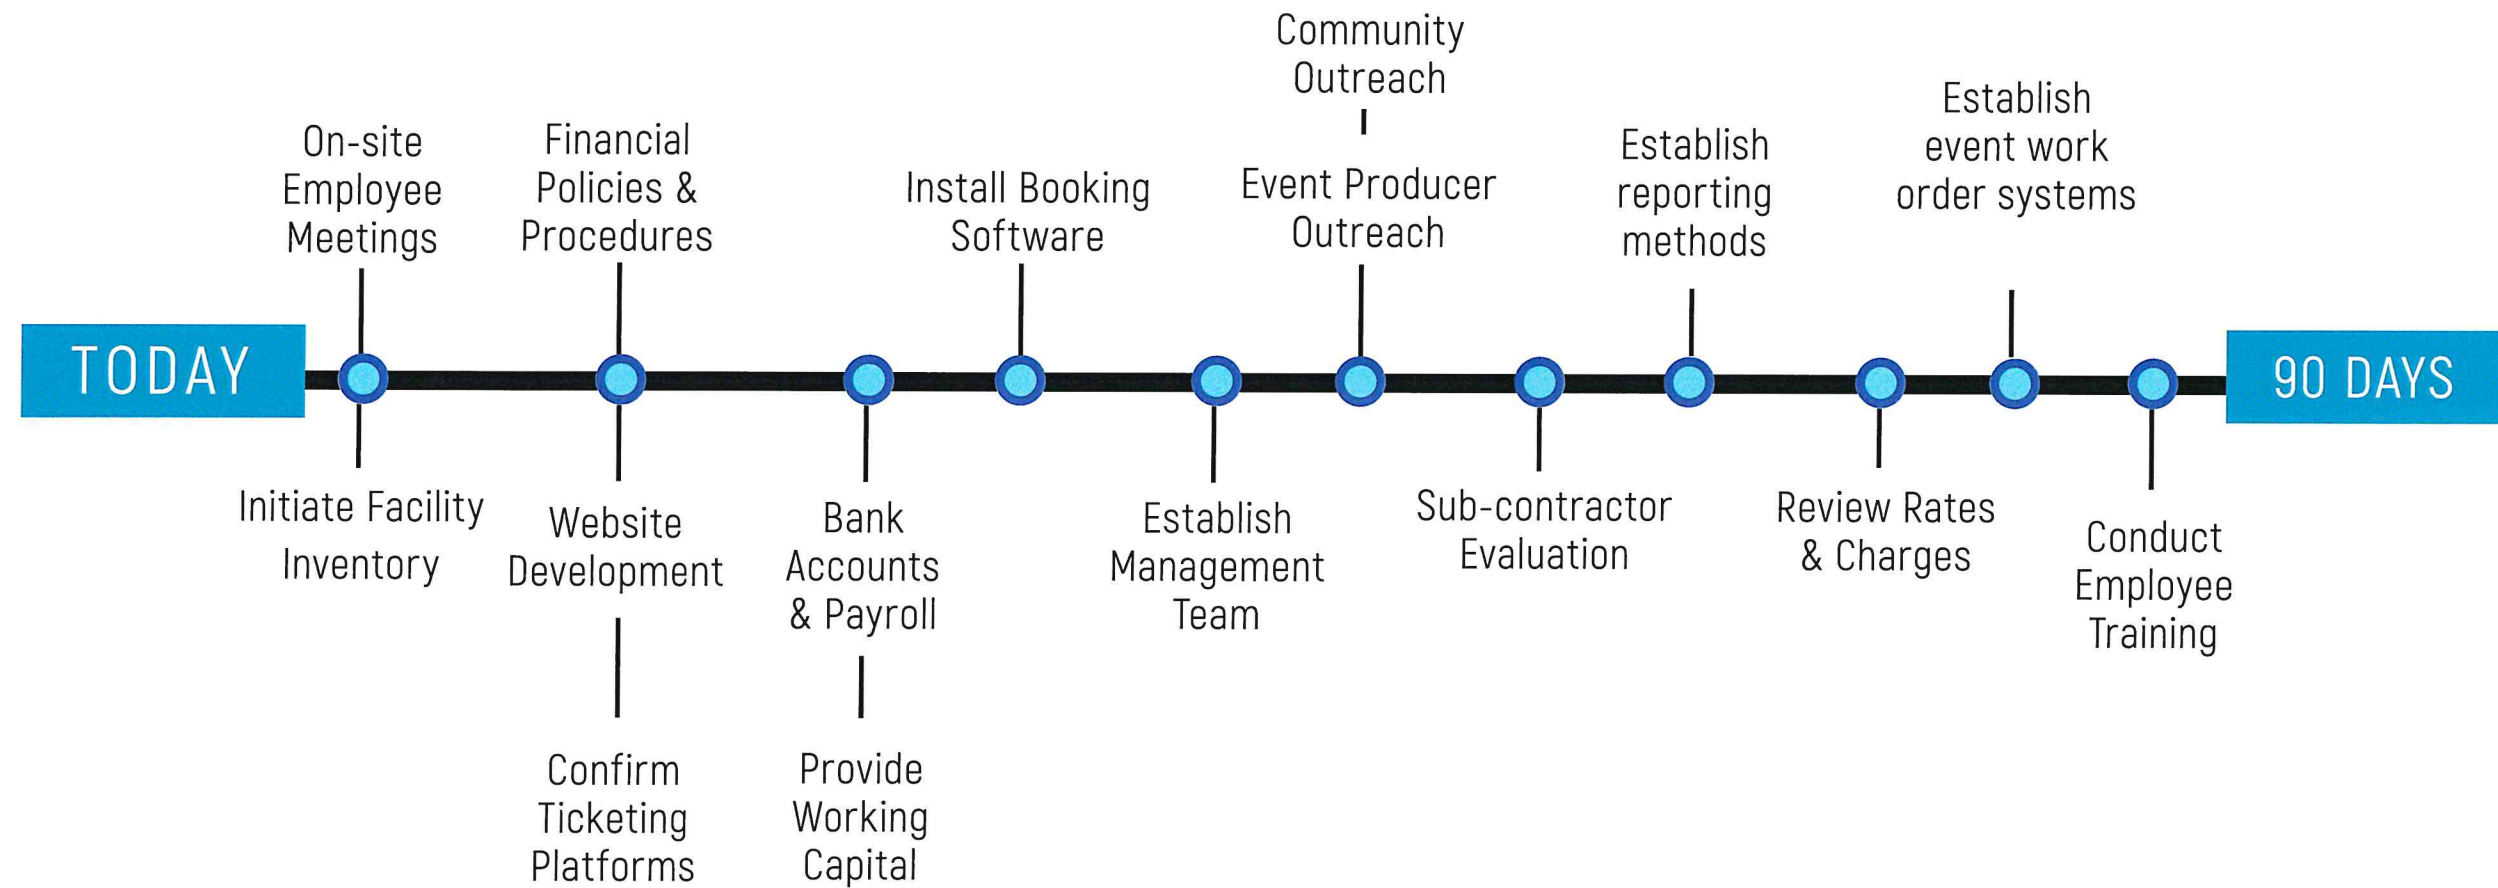 Community
Outreach
Event Producer
Outreach
On-site
Employee
Meetings
Financial
Policies &
Procedures
Install Booking
Software
Establish
reporting
methods
Establish
event work
order systems
TODAY
90 DAYS
Initiate Facility
Inventory
Website
Development
Confirm
Ticketing
Platforms
Bank
Accounts
& Payroll
Provide
Working
Capital
Establish
Management
Team
Sub-contractor
Evaluation
Review Rates
& Charges
Conduct
Employee
Training